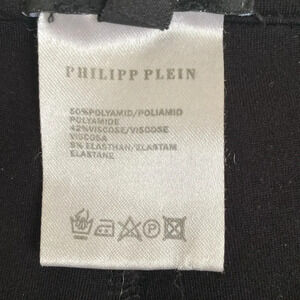 PHILIPP PLEIN
50%POLYAMID/POLIAMID
POLYAMIDE
42%VISCOSE/VISCOSE
VISCOSA
8% ELASTHAN/ELASTAM
ELASTANE